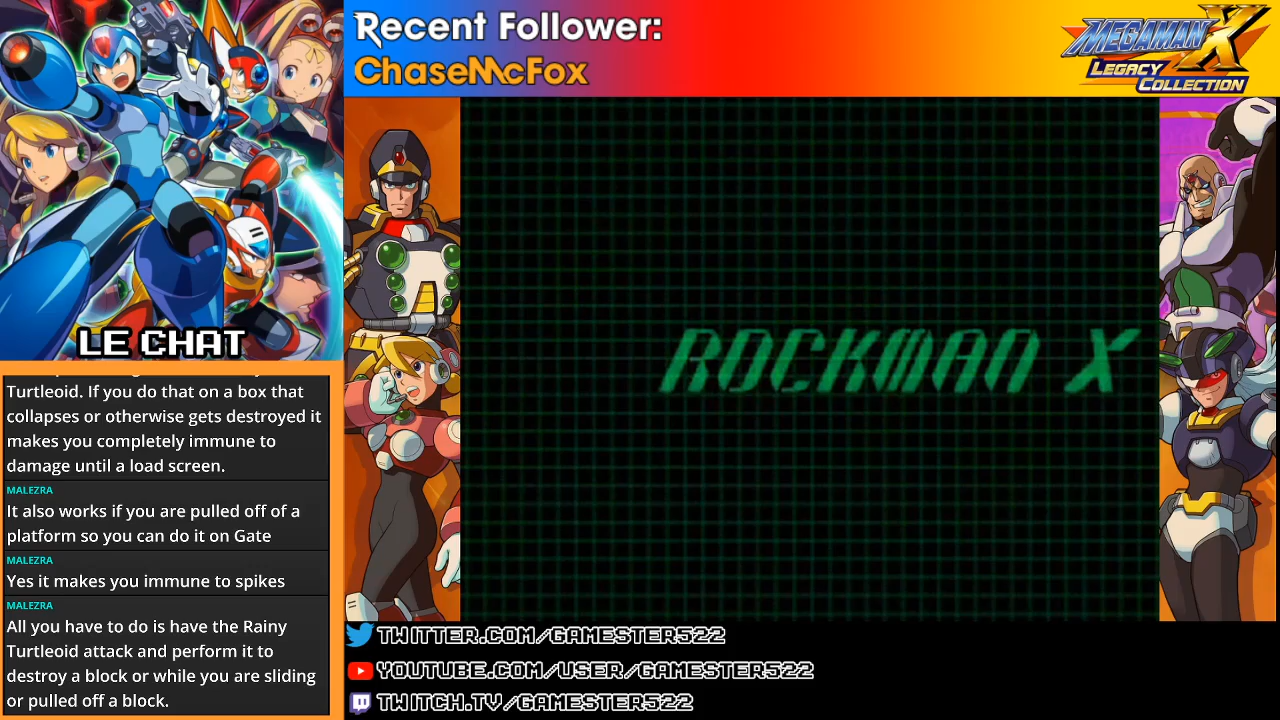 Recent Follower:
ChaseMcFox
MEGAMAN X
LEGACY
COLLECTION
LE CHAT
Turtleoid. If you do that on a box that
collapses or otherwise gets destroyed it
makes you completely immune to
damage until a load screen.
MALEZRA
It also works if you are pulled off of a
platform so you can do it on Gate
MALEZRA
Yes it makes you immune to spikes
MALEZRA
All you have to do is have the Rainy
Turtleoid attack and perform it to
destroy a block or while you are sliding
or pulled off a block.
ROCKMAN X
TWITTER.COM/GAMESTER522
YOUTUBE.COM/USER/GAMESTER522
TWITCH.TV/GAMESTER522